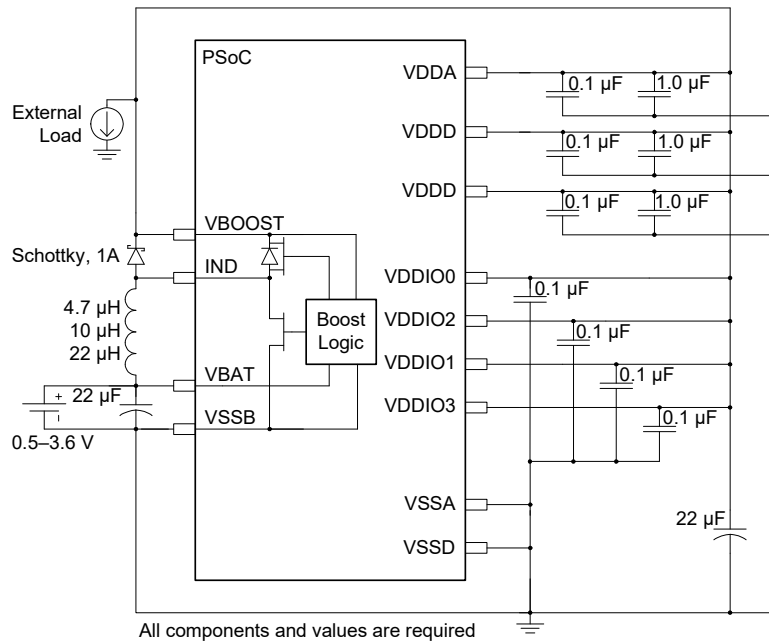 PSoC
VDDA
0.1 µF
1.0 µF
External
Load
VDDD
0.1 µF
1.0 µF
VDDD
0.1 µF
1.0 µF
VBOOST
Schottky, 1A
IND
VDDIO0
0.1 µF
4.7 µH
10 µH
22 µH
Boost
Logic
VDDIO2
0.1 µF
VDDIO1
0.1 µF
VBAT
22 µF
+
VDDIO3
0.1 µF
VSSB
0.5–3.6 V
VSSA
22 µF
VSSD
All components and values are required